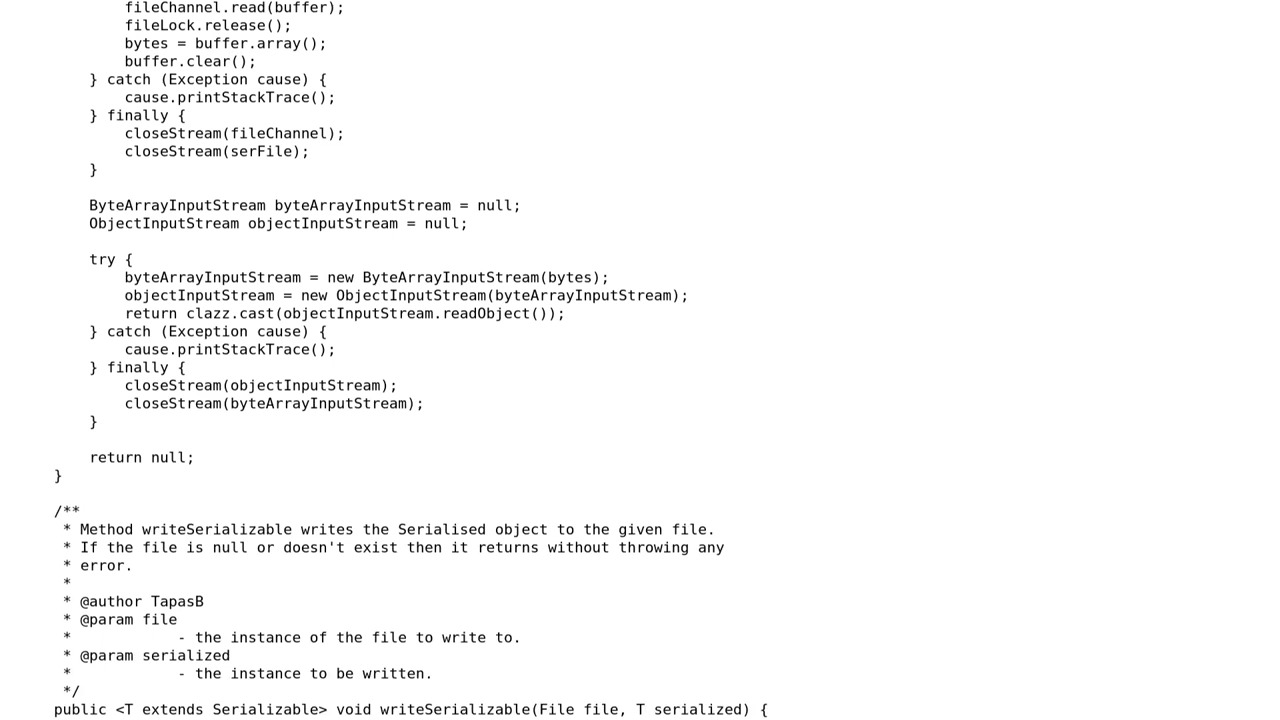 fileChannel.read(buffer);
        fileLock.release();
        bytes = buffer.array();
        buffer.clear();
    } catch (Exception cause) {
        cause.printStackTrace();
    } finally {
        closeStream(fileChannel);
        closeStream(serFile);
    }

    ByteArrayInputStream byteArrayInputStream = null;
    ObjectInputStream objectInputStream = null;

    try {
        byteArrayInputStream = new ByteArrayInputStream(bytes);
        objectInputStream = new ObjectInputStream(byteArrayInputStream);
        return clazz.cast(objectInputStream.readObject());
    } catch (Exception cause) {
        cause.printStackTrace();
    } finally {
        closeStream(objectInputStream);
        closeStream(byteArrayInputStream);
    }

    return null;
}

/**
 * Method writeSerializable writes the Serialised object to the given file.
 * If the file is null or doesn't exist then it returns without throwing any
 * error.
 *
 * @author TapasB
 * @param file
 *            - the instance of the file to write to.
 * @param serialized
 *            - the instance to be written.
 */
public <T extends Serializable> void writeSerializable(File file, T serialized) {